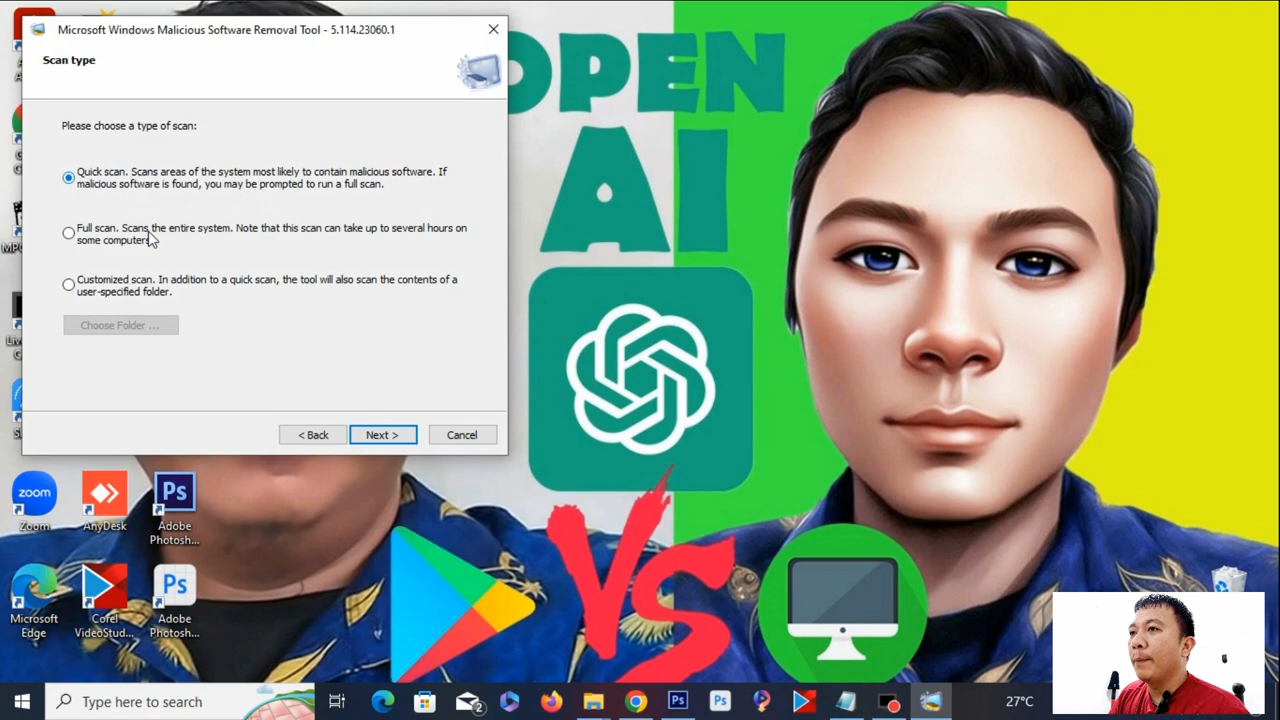 Microsoft Windows Malicious Software Removal Tool - 5.114.23060.1
Scan type
Please choose a type of scan:
Quick scan. Scans areas of the system most likely to contain malicious software. If
malicious software is found, you may be prompted to run a full scan.
Full scan. Scans the entire system. Note that this scan can take up to several hours on
some computers.
Customized scan. In addition to a quick scan, the tool will also scan the contents of a
user-specified folder.
Choose Folder ...
< Back
Next >
Cancel
OPEN
AI
VS
zoom
Zoom
AnyDesk
Ps
Adobe
Photosh...
Microsoft
Edge
Corel
VideoStud...
Ps
Adobe
Photosh...
Type here to search
2
Ps
Ps
27°C